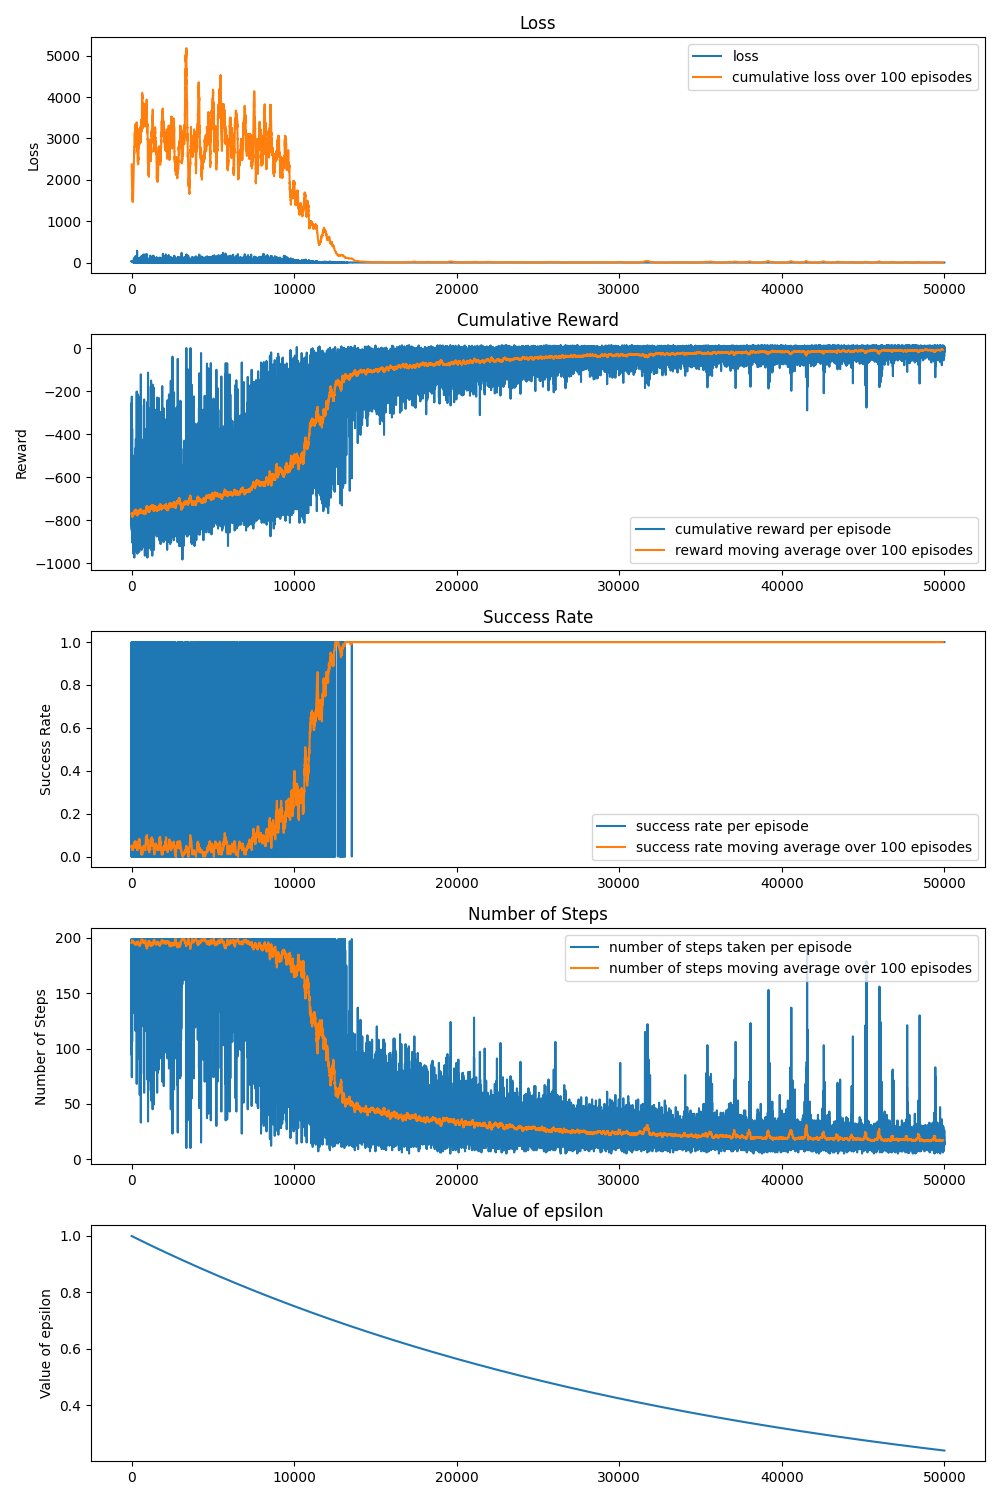 Loss
5000
4000
3000
2000
1000
0
Loss
loss
cumulative loss over 100 episodes
0 10000 20000 30000 40000 50000
Cumulative Reward
0
−200
−400
−600
−800
−1000
Reward
cumulative reward per episode
reward moving average over 100 episodes
0 10000 20000 30000 40000 50000
Success Rate
1.0
0.8
0.6
0.4
0.2
0.0
Success Rate
success rate per episode
success rate moving average over 100 episodes
0 10000 20000 30000 40000 50000
Number of Steps
200
150
100
50
0
Number of Steps
number of steps taken per episode
number of steps moving average over 100 episodes
0 10000 20000 30000 40000 50000
Value of epsilon
1.0
0.8
0.6
0.4
Value of epsilon
0 10000 20000 30000 40000 50000